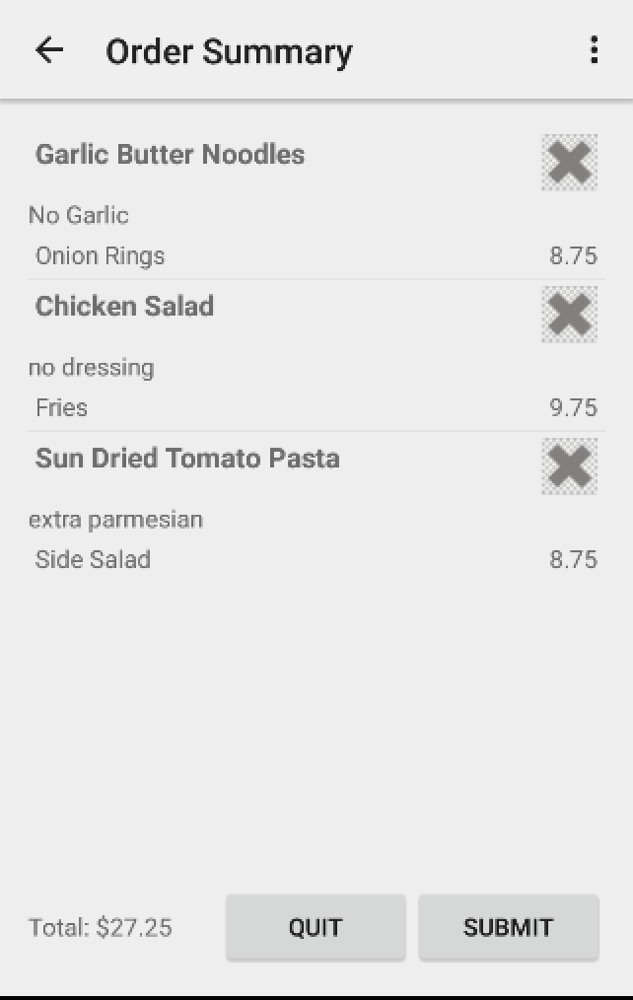 Order Summary
Garlic Butter Noodles
No Garlic
Onion Rings 8.75
Chicken Salad
no dressing
Fries 9.75
Sun Dried Tomato Pasta
extra parmesian
Side Salad 8.75
Total: $27.25 QUIT SUBMIT